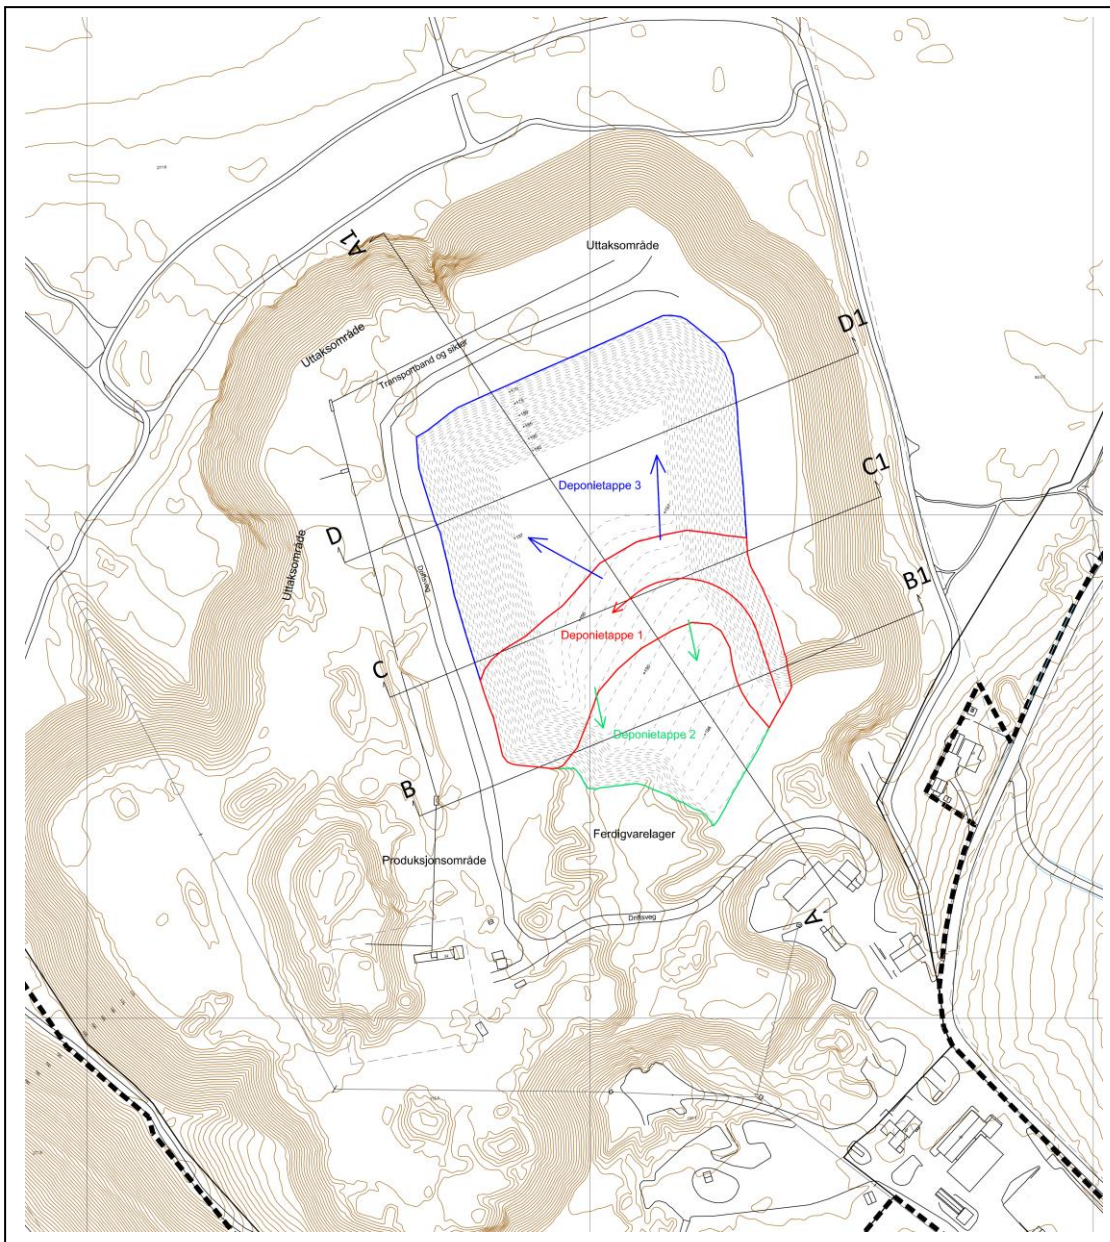 Uttaksområde
A1
D1
Uttaksområde
Transportband og sikter
C1
Deponietappe 3
D
Uttaksområde
Driftsveg
B1
Deponietappe 1
C
Deponietappe 2
B
Ferdigvarelager
Produksjonsområde
A
Driftsveg